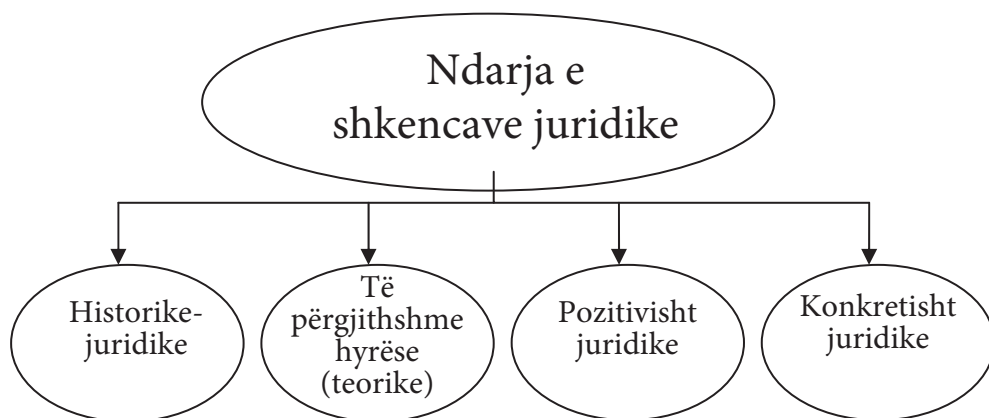 Ndarja e
shkencave juridike
Historike-
juridike
Të
përgjithshme
hyrëse
(teorike)
Pozitivisht
juridike
Konkretisht
juridike